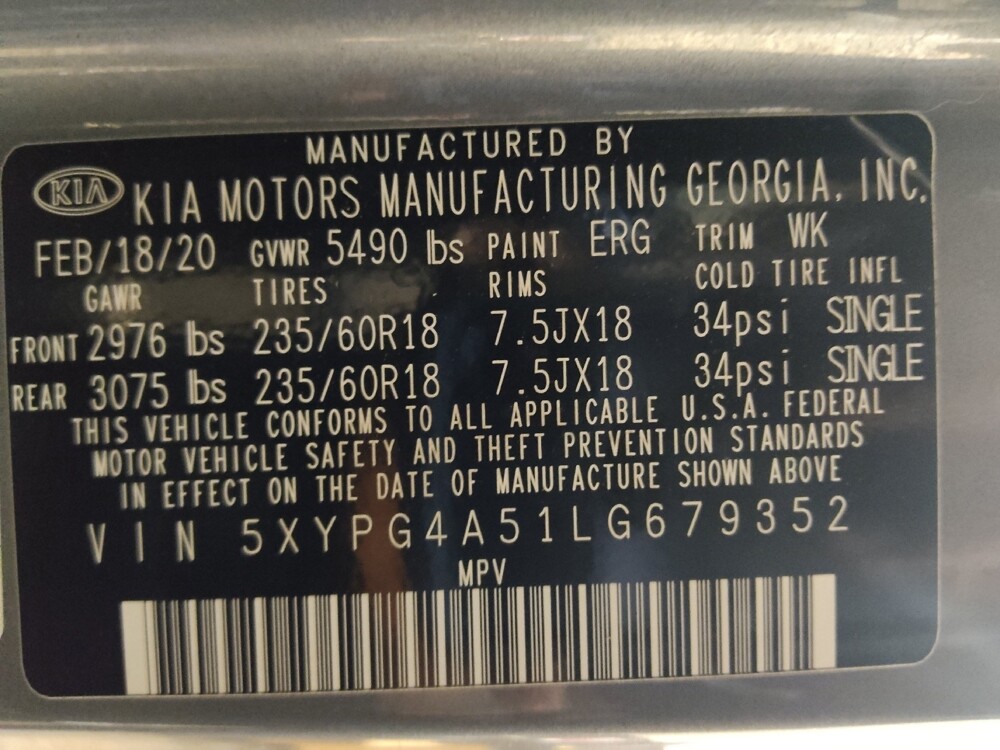 MANUFACTURED BY
KIA KIA MOTORS MANUFACTURING GEORGIA, INC.
FEB/18/20 GVWR 5490 lbs PAINT ERG TRIM WK
GAWR TIRES RIMS COLD TIRE INFL
FRONT 2976 lbs 235/60R18 7.5JX18 34psi SINGLE
REAR 3075 lbs 235/60R18 7.5JX18 34psi SINGLE
THIS VEHICLE CONFORMS TO ALL APPLICABLE U.S.A. FEDERAL
MOTOR VEHICLE SAFETY AND THEFT PREVENTION STANDARDS
IN EFFECT ON THE DATE OF MANUFACTURE SHOWN ABOVE
VIN 5XYPG4A51LG679352
MPV